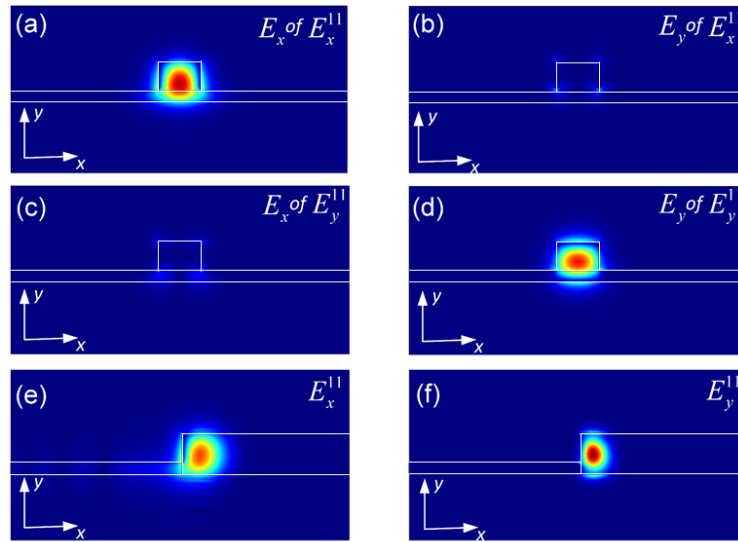 (a) E_x of E_x^11
y
x
(b) E_y of E_x^1
y
x
(c) E_x of E_y^11
y
x
(d) E_y of E_y^1
y
x
(e) E_x^11
y
x
(f) E_y^11
y
x